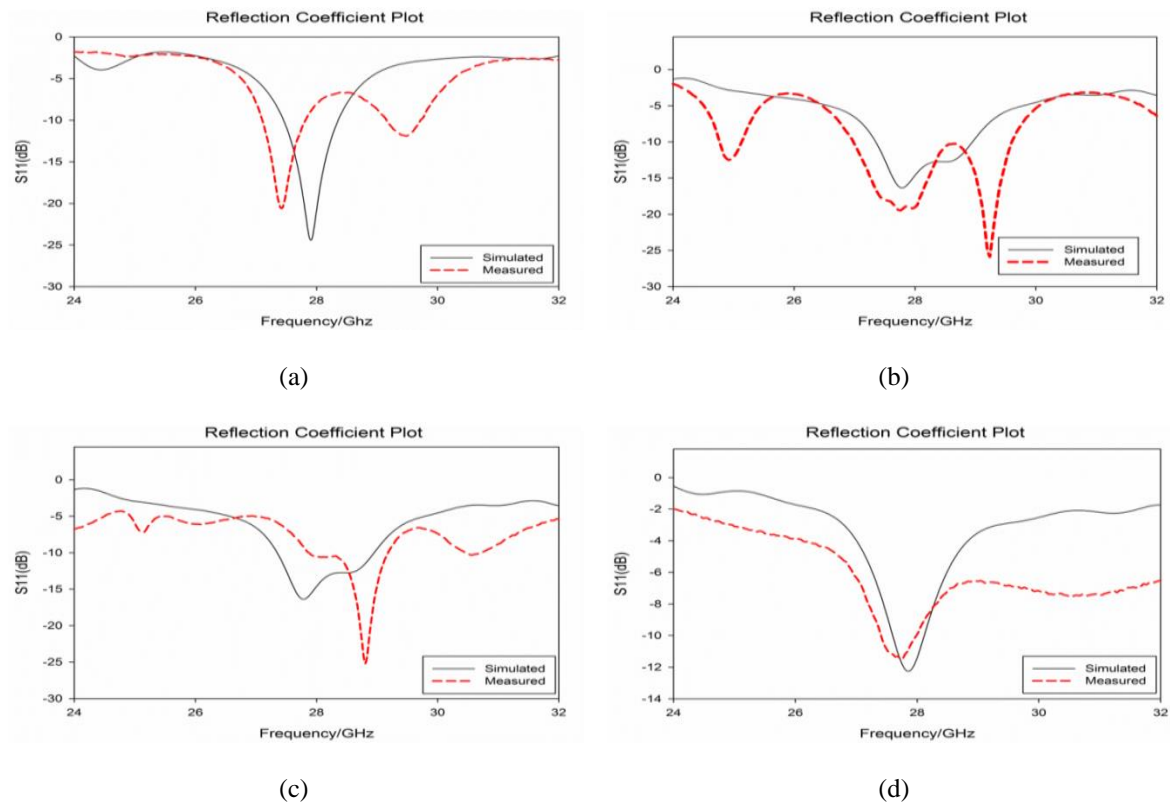 Reflection Coefficient Plot
0
-5
-10
-15
-20
-25
-30
S11(dB)
Simulated
Measured
24 26 28 30 32
Frequency/Ghz
(a)
Reflection Coefficient Plot
0
-5
-10
-15
-20
-25
-30
S11(dB)
Simulated
Measured
24 26 28 30 32
Frequency/GHz
(b)
Reflection Coefficient Plot
0
-5
-10
-15
-20
-25
-30
S11(dB)
Simulated
Measured
24 26 28 30 32
Frequency/GHz
(c)
Reflection Coefficient Plot
0
-2
-4
-6
-8
-10
-12
-14
S11(dB)
Simulated
Measured
24 26 28 30 32
Frequency/GHz
(d)